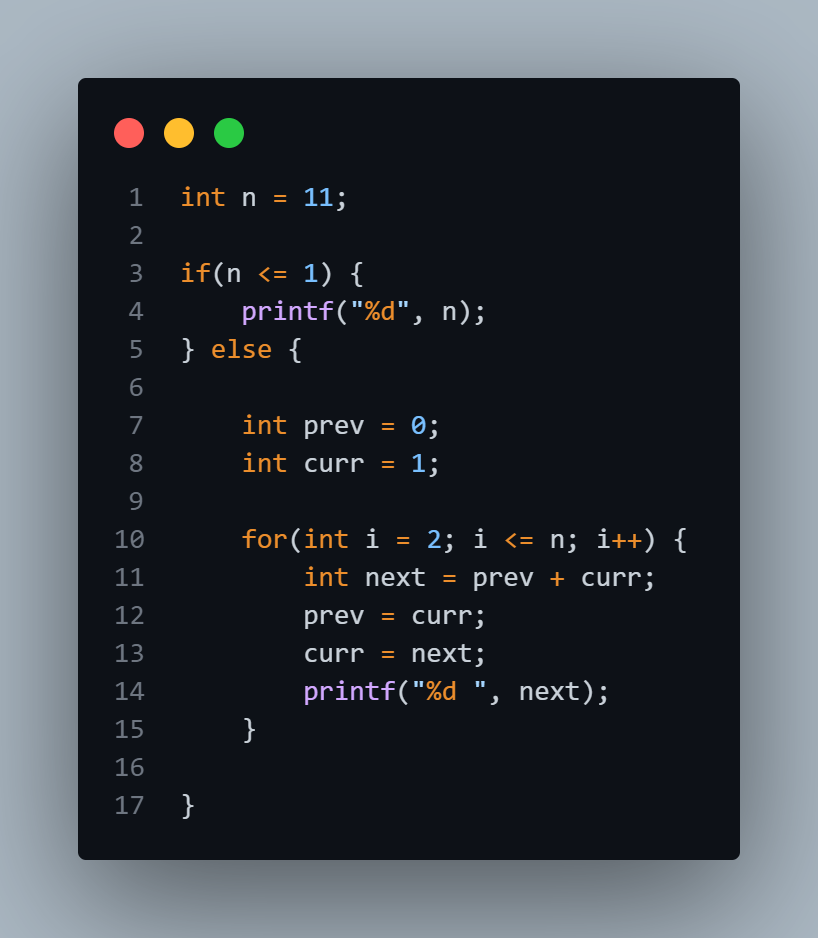 1 int n = 11;
2
3 if(n <= 1) {
4     printf("%d", n);
5 } else {
6
7     int prev = 0;
8     int curr = 1;
9
10     for(int i = 2; i <= n; i++) {
11         int next = prev + curr;
12         prev = curr;
13         curr = next;
14         printf("%d ", next);
15     }
16
17 }